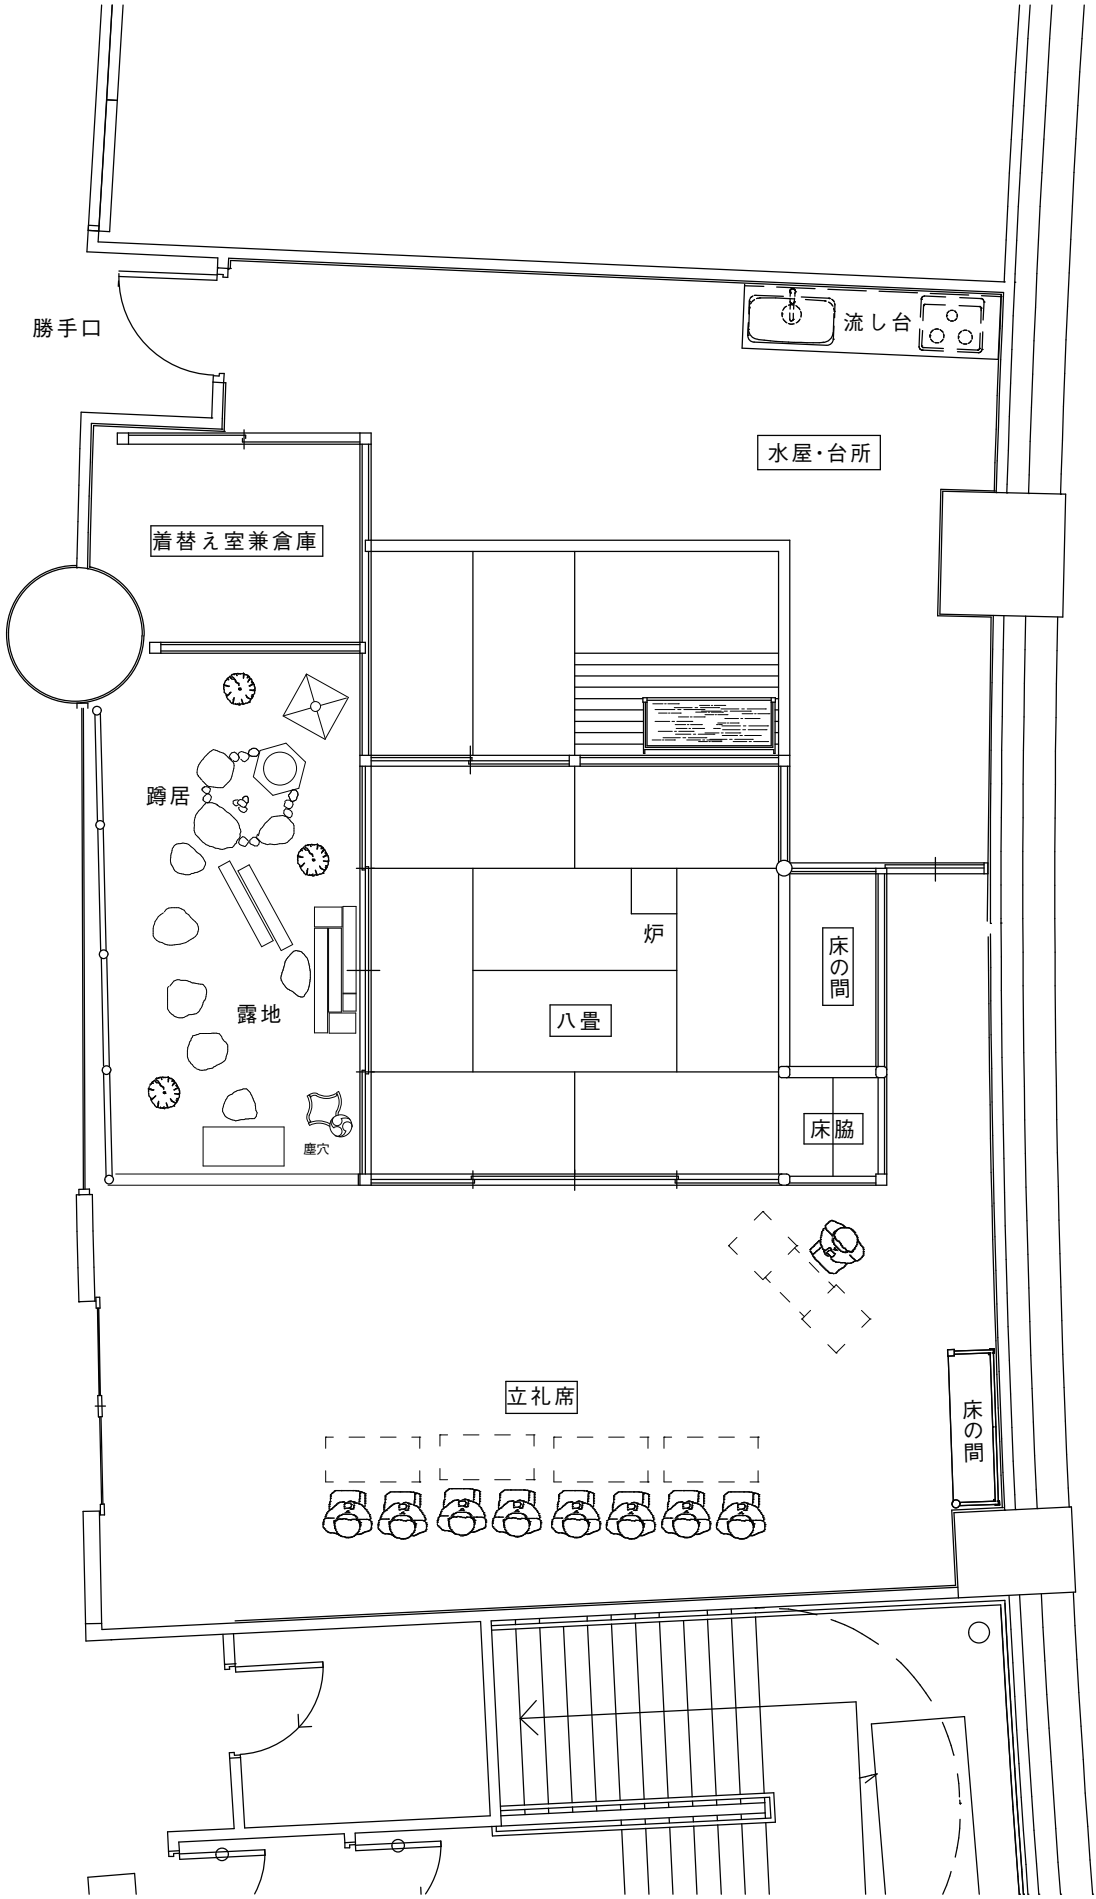 勝手口
流し台
水屋・台所
着替え室兼倉庫
蹲居
炉
床の間
露地
八畳
床脇
塵穴
立礼席
床の間